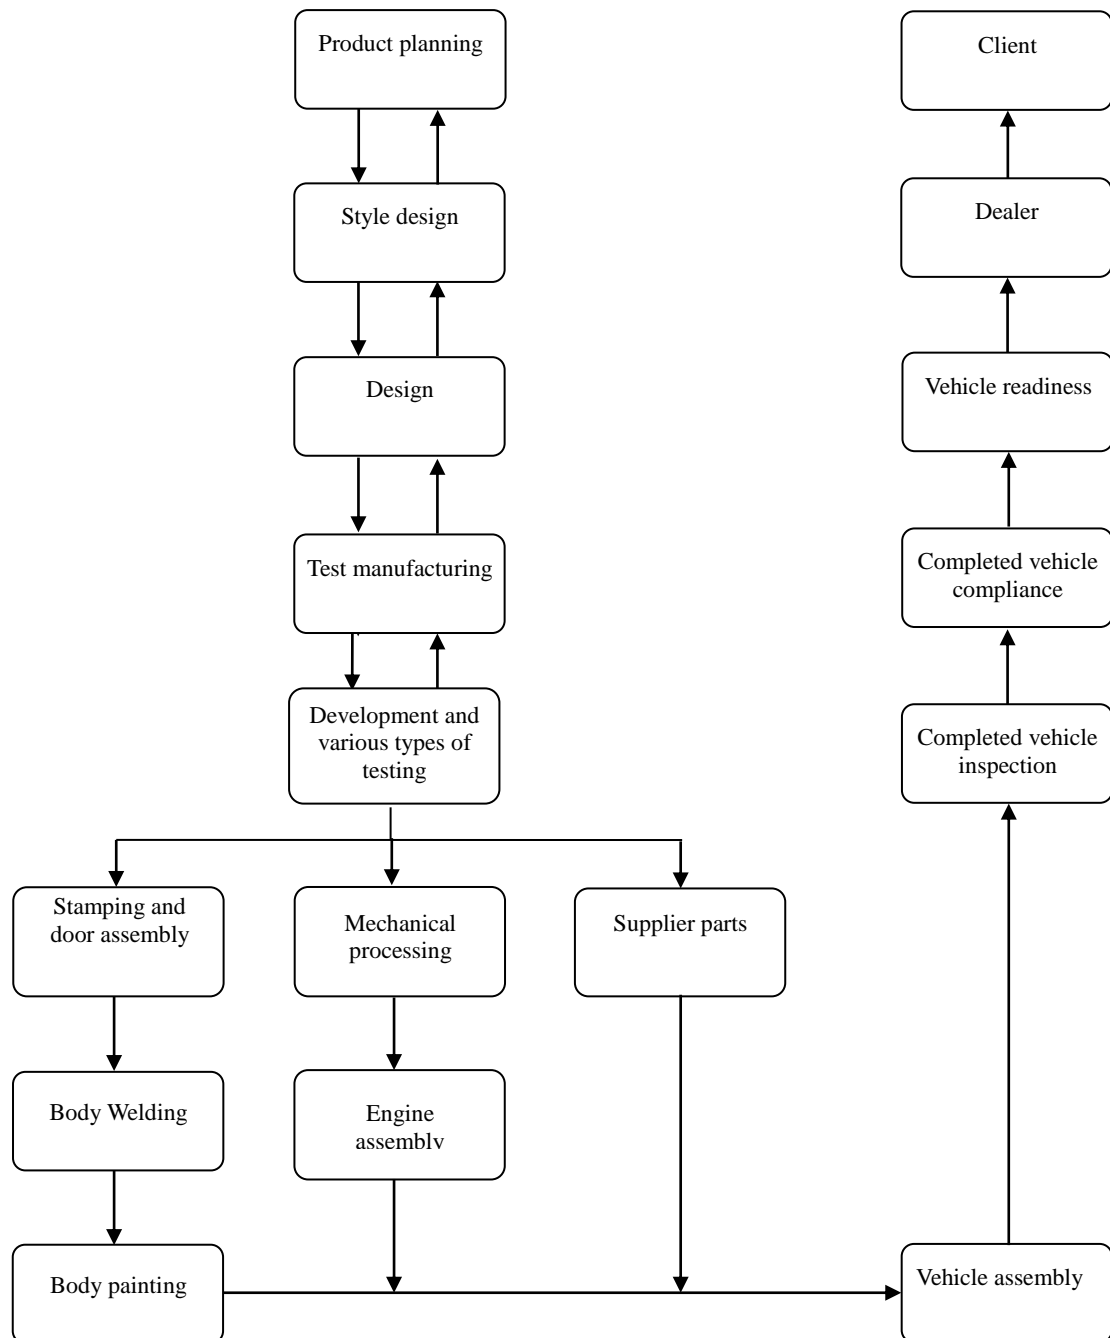 Product planning
Style design
Design
Test manufacturing
Development and
various types of
testing
Stamping and
door assembly
Mechanical
processing
Supplier parts
Body Welding
Engine
assembly
Body painting
Vehicle assembly
Completed vehicle
inspection
Completed vehicle
compliance
Vehicle readiness
Dealer
Client